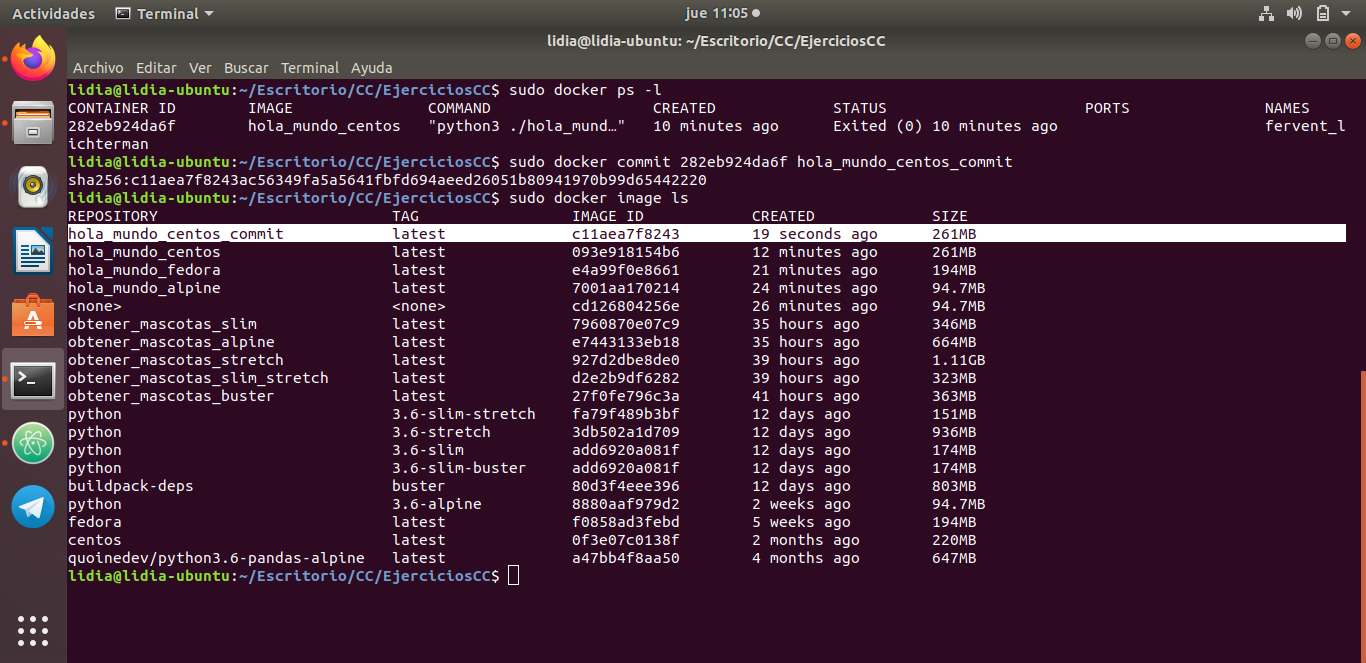 Actividades Terminal jue 11:05
lidia@lidia-ubuntu: ~/Escritorio/CC/EjerciciosCC
Archivo Editar Ver Buscar Terminal Ayuda
lidia@lidia-ubuntu:~/Escritorio/CC/EjerciciosCC$ sudo docker ps -l
CONTAINER ID IMAGE COMMAND CREATED STATUS PORTS NAMES
282eb924da6f hola_mundo_centos "python3 ./hola_mund…" 10 minutes ago Exited (0) 10 minutes ago fervent_l
ichterman
lidia@lidia-ubuntu:~/Escritorio/CC/EjerciciosCC$ sudo docker commit 282eb924da6f hola_mundo_centos_commit
sha256:c11aea7f8243ac56349fa5a5641fbfd694aeed26051b80941970b99d65442220
lidia@lidia-ubuntu:~/Escritorio/CC/EjerciciosCC$ sudo docker image ls
REPOSITORY TAG IMAGE ID CREATED SIZE
hola_mundo_centos_commit latest c11aea7f8243 19 seconds ago 261MB
hola_mundo_centos latest 093e918154b6 12 minutes ago 261MB
hola_mundo_fedora latest e4a99f0e8661 21 minutes ago 194MB
hola_mundo_alpine latest 7001aa170214 24 minutes ago 94.7MB
<none> <none> cd126804256e 26 minutes ago 94.7MB
obtener_mascotas_slim latest 7960870e07c9 35 hours ago 346MB
obtener_mascotas_alpine latest e7443133eb18 35 hours ago 664MB
obtener_mascotas_stretch latest 927d2dbe8de0 39 hours ago 1.11GB
obtener_mascotas_slim_stretch latest d2e2b9df6282 39 hours ago 323MB
obtener_mascotas_buster latest 27f0fe796c3a 41 hours ago 363MB
python 3.6-slim-stretch fa79f489b3bf 12 days ago 151MB
python 3.6-stretch 3db502a1d709 12 days ago 936MB
python 3.6-slim add6920a081f 12 days ago 174MB
python 3.6-slim-buster add6920a081f 12 days ago 174MB
buildpack-deps buster 80d3f4eee396 12 days ago 803MB
python 3.6-alpine 8880aaf979d2 2 weeks ago 94.7MB
fedora latest f0858ad3febd 5 weeks ago 194MB
centos latest 0f3e07c0138f 2 months ago 220MB
quoinedev/python3.6-pandas-alpine latest a47bb4f8aa50 4 months ago 647MB
lidia@lidia-ubuntu:~/Escritorio/CC/EjerciciosCC$